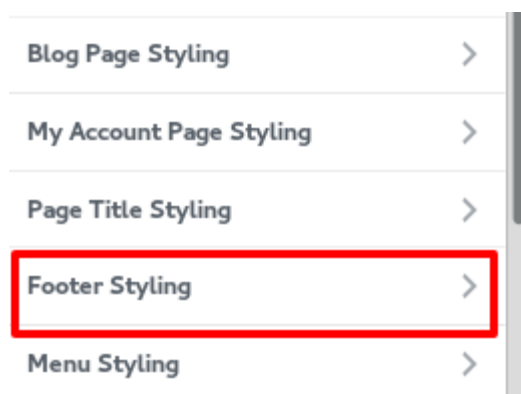 Blog Page Styling
My Account Page Styling
Page Title Styling
Footer Styling
Menu Styling